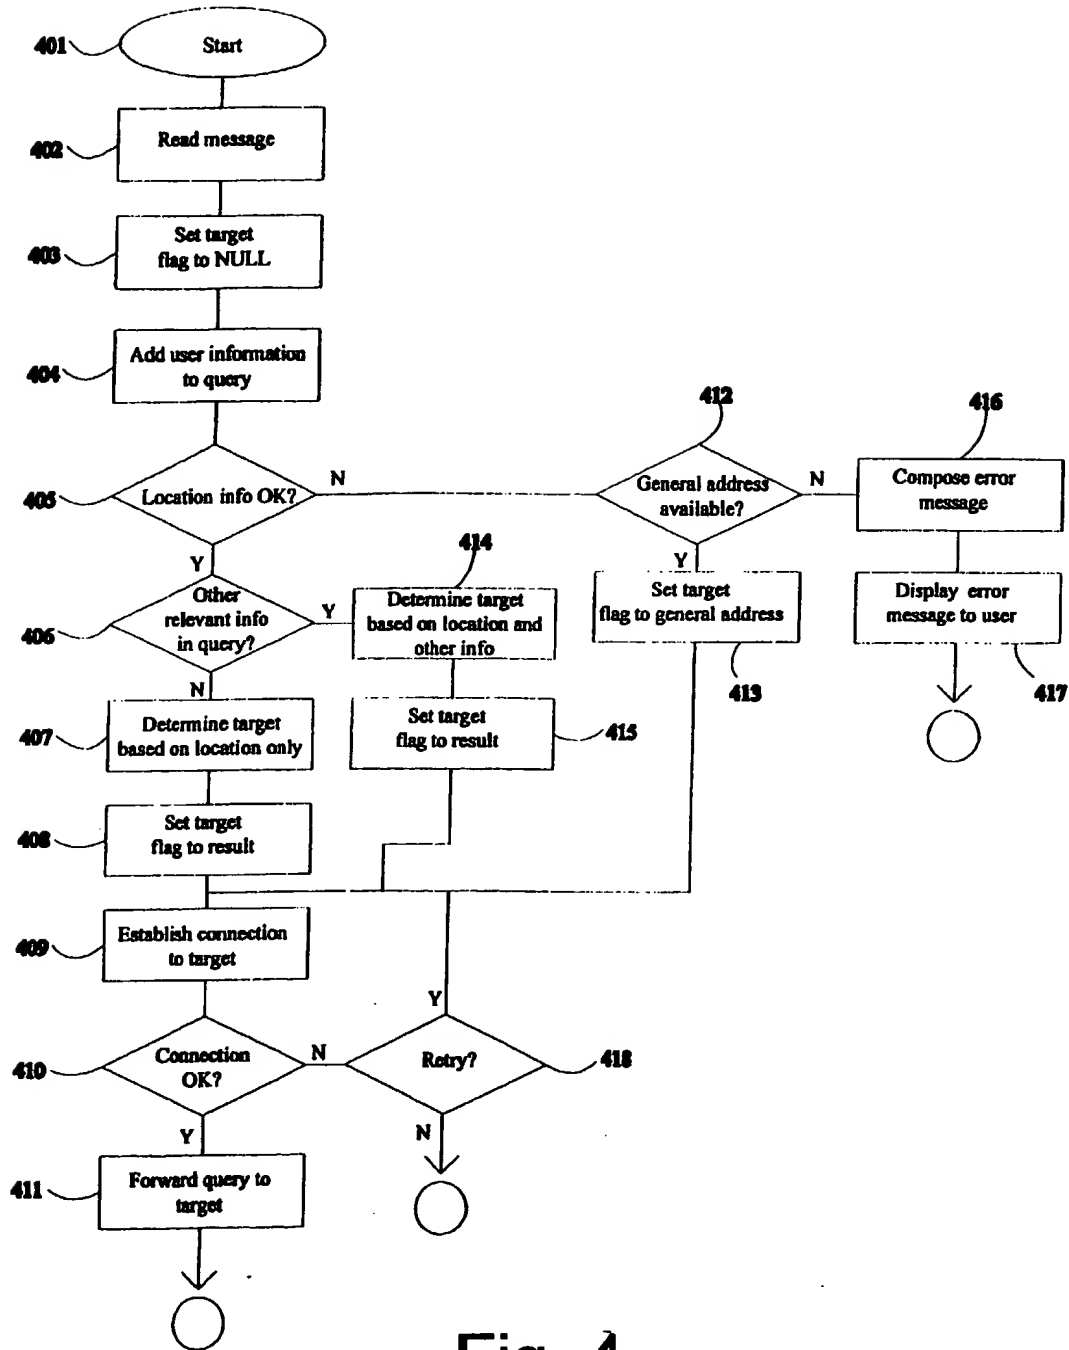 401
Start
402
Read message
403
Set target
flag to NULL
404
Add user information
to query
405
Location info OK?
N
412
General address
available?
N
416
Compose error
message
Y
414
Y
406
Other
relevant info
in query?
Y
Determine target
based on location and
other info
Set target
flag to general address
413
Display error
message to user
417
N
407
Determine target
based on location only
Set target
flag to result
415
408
Set target
flag to result
409
Establish connection
to target
Y
410
Connection
OK?
N
Retry?
418
Y
N
411
Forward query to
target
Fig. 4